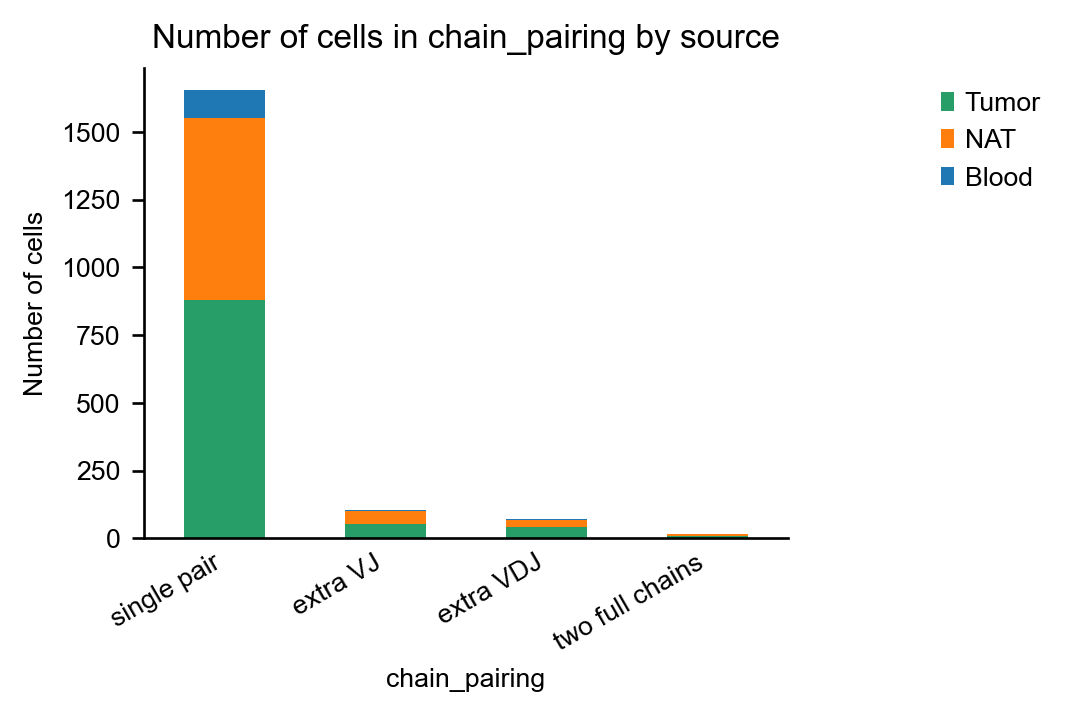 Number of cells in chain_pairing by source
Tumor
NAT
Blood
Number of cells
1500
1250
1000
750
500
250
0
single pair
extra VJ
extra VDJ
two full chains
chain_pairing